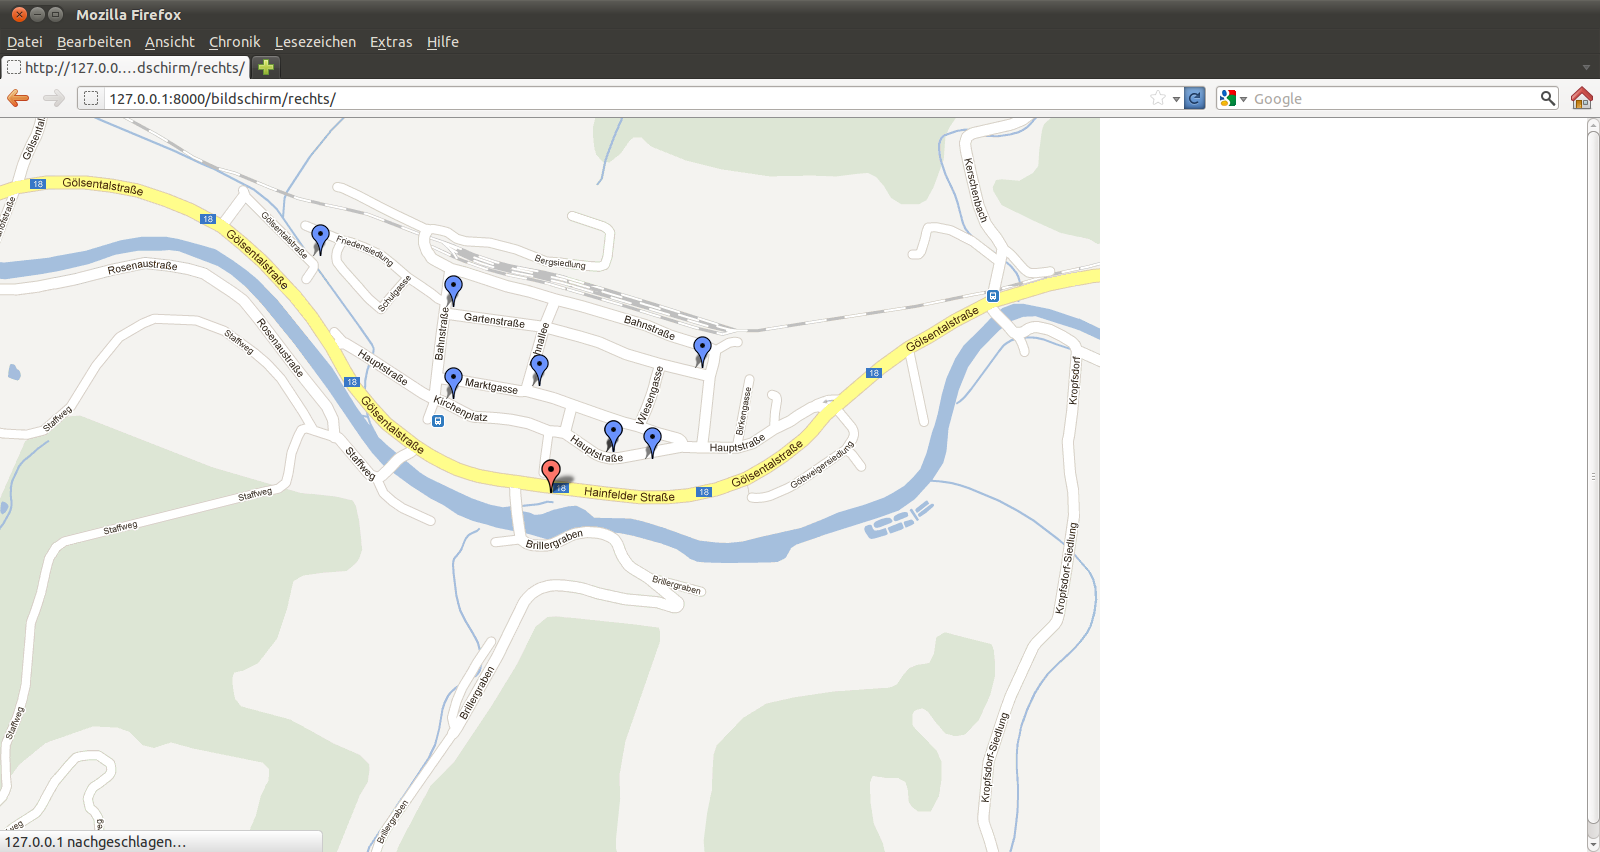 Mozilla Firefox
Datei Bearbeiten Ansicht Chronik Lesezeichen Extras Hilfe
http://127.0.0....dschirm/rechts/
127.0.0.1:8000/bildschirm/rechts/
Google
Gölsental
18
Gölsentalstraße
Kerschenbach
18
Gölsentalstraße
Gölsentalstraße
Friedensiedlung
Bergsiedlung
Rosenaustraße
Schulgasse
Gartenstraße
Bahnstraße
Bahnstraße
Gölsentalstraße
Staffweg
Rosenaustraße
Hauptstraße
Kropfsdorf
18
18
Marktgasse
Wiesengasse
Birkengasse
Kirchenplatz
Staffweg
Gölsentalstraße
Hauptstraße
Hauptstraße
Staffweg
Gölsentalstraße
Göttweigersiedlung
18
Hainfelder Straße
18
Staffweg
Staffweg
Brillergraben
Kropfsdorf-Siedlung
Brillergraben
Brillergraben
Staffweg
Kropfsdorf-Siedlung
Brillergraben
127.0.0.1 nachgeschlagen...